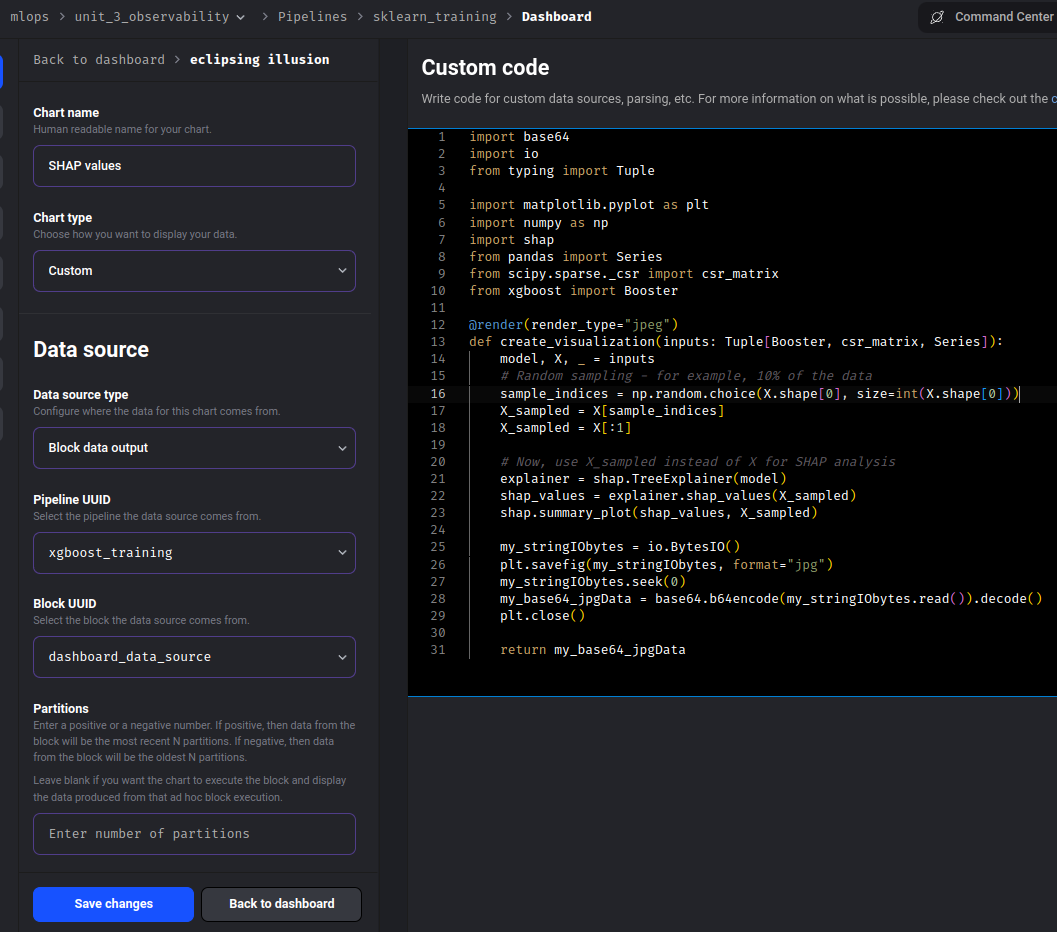 mlops > unit_3_observability > Pipelines > sklearn_training > Dashboard
Command Center
Back to dashboard > eclipsing illusion
Chart name
Human readable name for your chart.
SHAP values
Chart type
Choose how you want to display your data.
Custom
Data source
Data source type
Configure where the data for this chart comes from.
Block data output
Pipeline UUID
Select the pipeline the data source comes from.
xgboost_training
Block UUID
Select the block the data source comes from.
dashboard_data_source
Partitions
Enter a positive or a negative number. If positive, then data from the
block will be the most recent N partitions. If negative, then data
from the block will be the oldest N partitions.
Leave blank if you want the chart to execute the block and display
the data produced from that ad hoc block execution.
Enter number of partitions
Save changes
Back to dashboard
Custom code
Write code for custom data sources, parsing, etc. For more information on what is possible, please check out the c
1 import base64
2 import io
3 from typing import Tuple
4
5 import matplotlib.pyplot as plt
6 import numpy as np
7 import shap
8 from pandas import Series
9 from scipy.sparse._csr import csr_matrix
10 from xgboost import Booster
11
12 @render(render_type="jpeg")
13 def create_visualization(inputs: Tuple[Booster, csr_matrix, Series]):
14     model, X, _ = inputs
15     # Random sampling - for example, 10% of the data
16     sample_indices = np.random.choice(X.shape[0], size=int(X.shape[0]))
17     X_sampled = X[sample_indices]
18     X_sampled = X[:1]
19
20     # Now, use X_sampled instead of X for SHAP analysis
21     explainer = shap.TreeExplainer(model)
22     shap_values = explainer.shap_values(X_sampled)
23     shap.summary_plot(shap_values, X_sampled)
24
25     my_stringIObytes = io.BytesIO()
26     plt.savefig(my_stringIObytes, format="jpg")
27     my_stringIObytes.seek(0)
28     my_base64_jpgData = base64.b64encode(my_stringIObytes.read()).decode()
29     plt.close()
30
31     return my_base64_jpgData